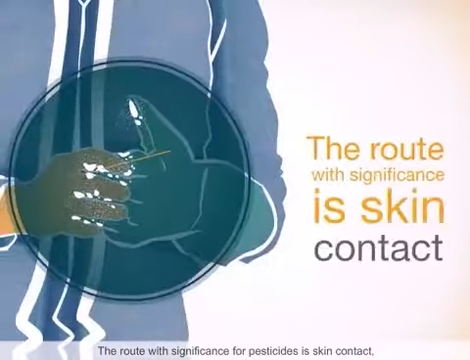 The route
with significance
is skin
contact
The route with significance for pesticides is skin contact,